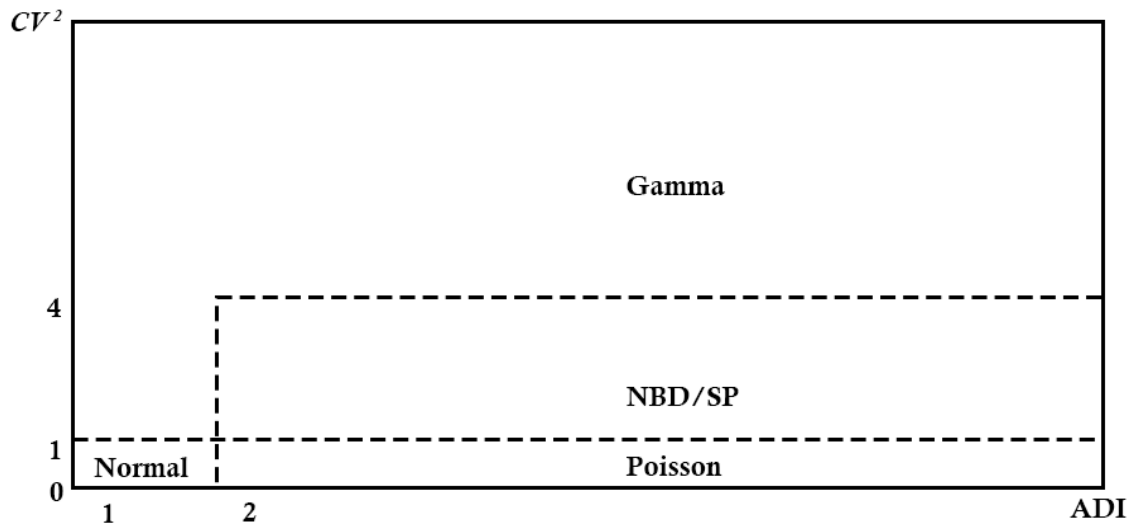 CV²
Gamma
4
NBD/SP
1
Normal
Poisson
0
1
2
ADI